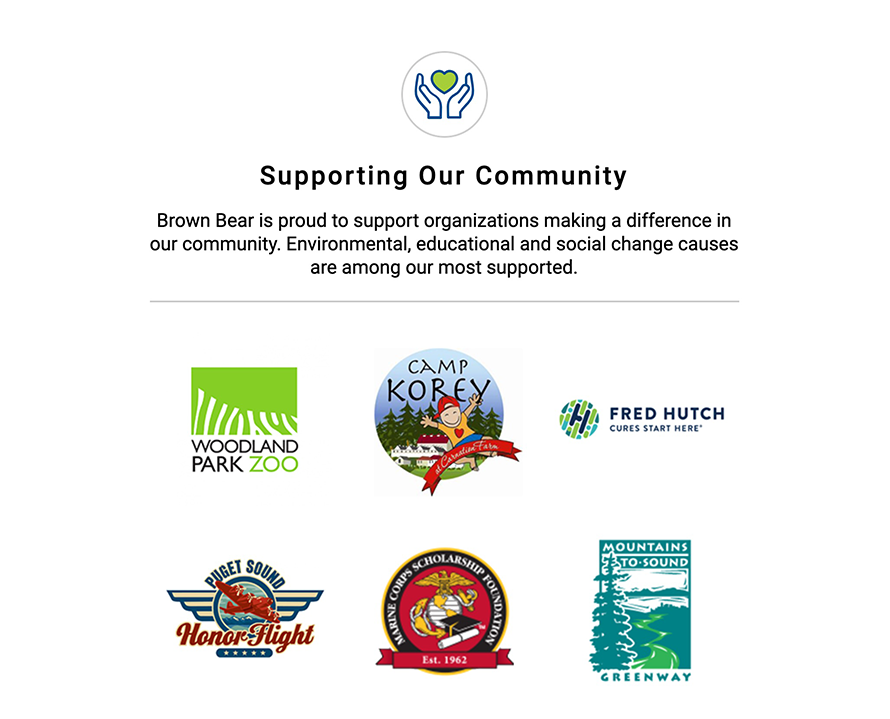 Supporting Our Community
Brown Bear is proud to support organizations making a difference in
our community. Environmental, educational and social change causes
are among our most supported.
WOODLAND
PARK ZOO
CAMP
KOREY
at Carnation Farm
FRED HUTCH
CURES START HERE®
PUGET SOUND
Honor Flight
MARINE CORPS SCHOLARSHIP FOUNDATION
Est. 1962
MOUNTAINS
TO·SOUND
GREENWAY